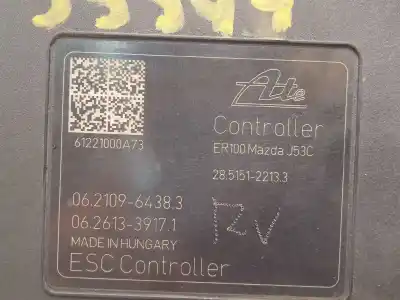 Ate
Controller
61221000A73
ER100 Mazda J53C
28.5151-2213.3
06.2109-6438.3
06.2613-3917.1
MADE IN HUNGARY
ESC Controller